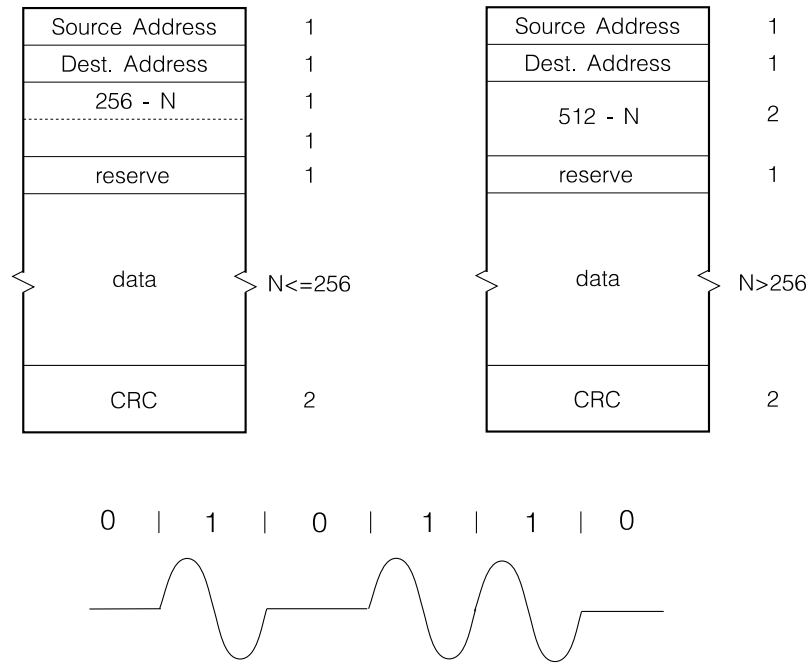 Source Address 1
Dest. Address 1
256 - N 1
1
reserve 1
data N<=256
CRC 2
Source Address 1
Dest. Address 1
512 - N 2
reserve 1
data N>256
CRC 2
0 | 1 | 0 | 1 | 1 | 0